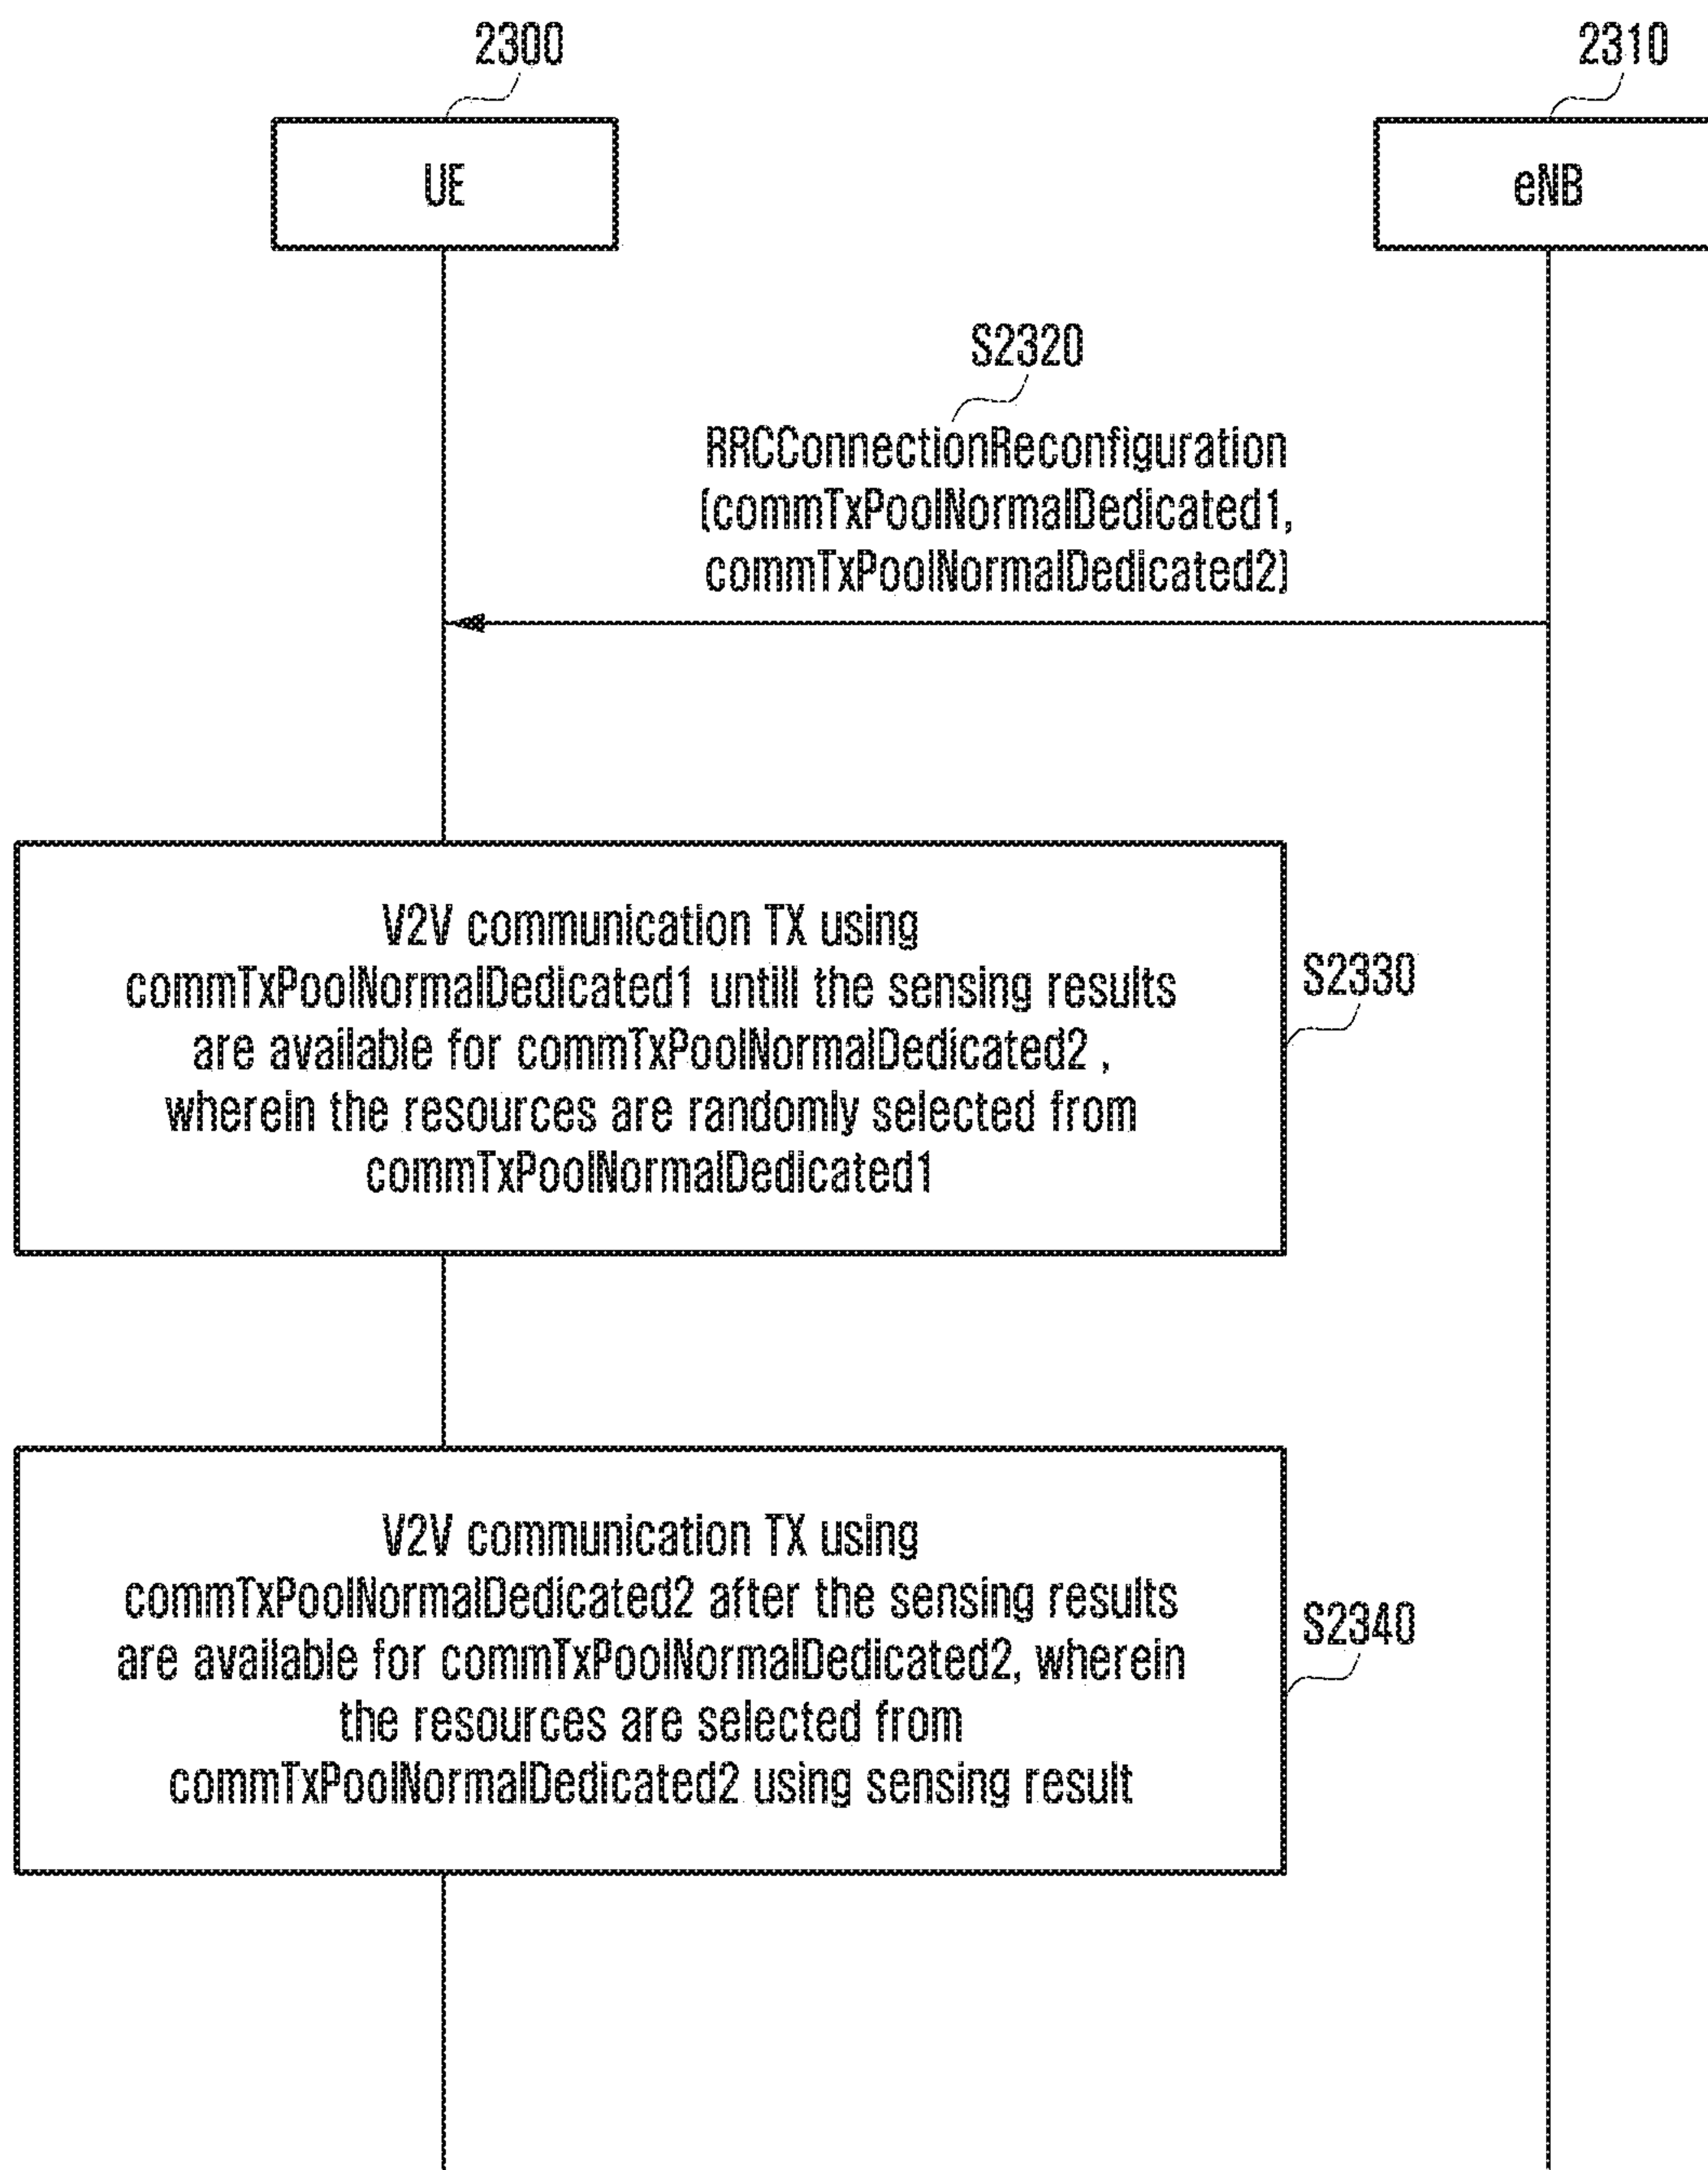 2300
2310
UE
eNB
S2320
RRCConnectionReconfiguration
(commTxPoolNormalDedicated1,
commTxPoolNormalDedicated2)
V2V communication TX using
commTxPoolNormalDedicated1 untill the sensing results
are available for commTxPoolNormalDedicated2 ,
wherein the resources are randomly selected from
commTxPoolNormalDedicated1
S2330
V2V communication TX using
commTxPoolNormalDedicated2 after the sensing results
are available for commTxPoolNormalDedicated2, wherein
the resources are selected from
commTxPoolNormalDedicated2 using sensing result
S2340